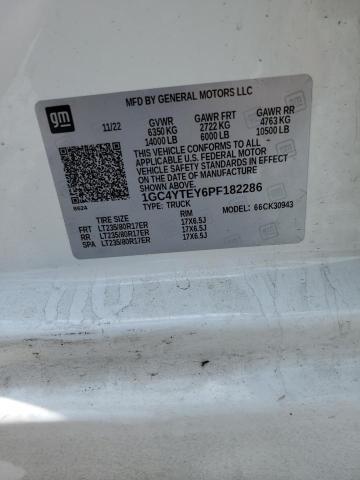 gm
MFD BY GENERAL MOTORS LLC
11/22 GVWR GAWR FRT GAWR RR
6350 KG 2722 KG 4763 KG
14000 LB 6000 LB 10500 LB
THIS VEHICLE CONFORMS TO ALL
APPLICABLE U.S. FEDERAL MOTOR
VEHICLE SAFETY STANDARDS IN EFFECT ON
THE DATE OF MANUFACTURE SHOWN ABOVE.
1GC4YTEY6PF182286
TYPE: TRUCK
MODEL: 66CK30943
8624
TIRE SIZE RIM
FRT LT235/80R17ER 17X6.5J
RR LT235/80R17ER 17X6.5J
SPA LT235/80R17ER 17X6.5J